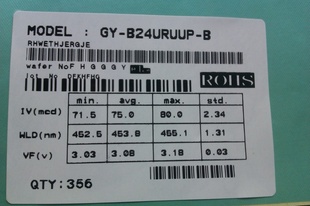 MODEL : GY-B24URUUP-B
RHWETHJERGJE
wafer No F H G G G Y
lot No DFKHFHG
ROHS
min. avg. max. std.
IV(mcd) 71.5 75.0 80.0 2.34
WLD(nm) 452.5 453.8 455.1 1.31
VF(v) 3.03 3.08 3.18 0.03
QTY: 356